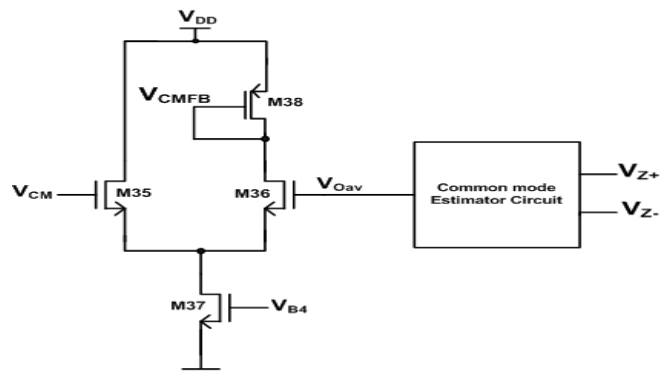 VDD
VCMFB
M38
VCM
M35
M36
VOav
Common mode
Estimator Circuit
VZ+
VZ-
M37
VB4